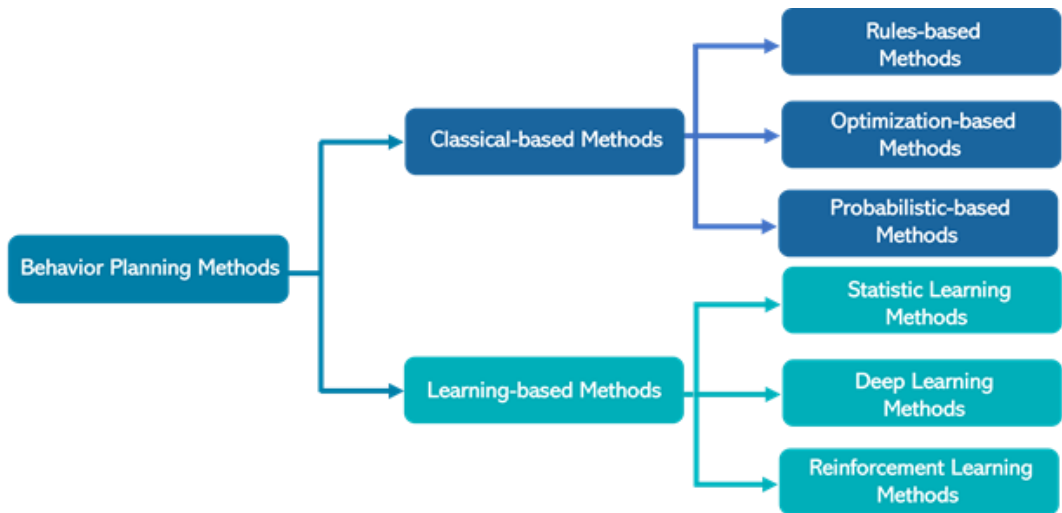 Behavior Planning Methods
Classical-based Methods
Rules-based
Methods
Optimization-based
Methods
Probabilistic-based
Methods
Learning-based Methods
Statistic Learning
Methods
Deep Learning
Methods
Reinforcement Learning
Methods